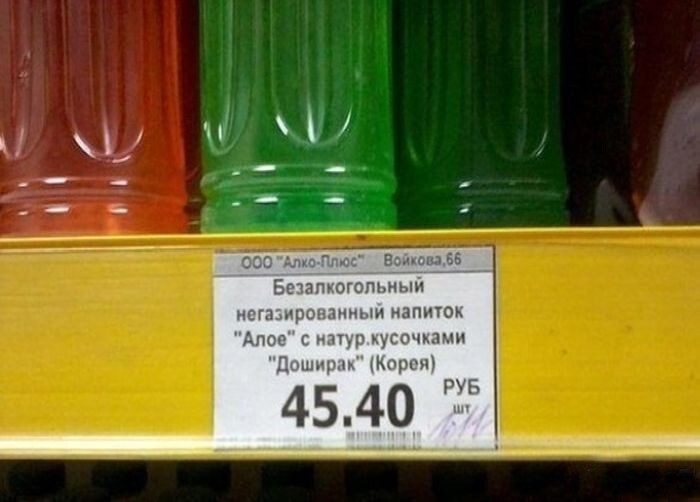 ООО "Алко-Плюс" Войкова,66
Безалкогольный
негазированный напиток
"Алое" с натур.кусочками
"Доширак" (Корея)
45.40 РУБ
шт